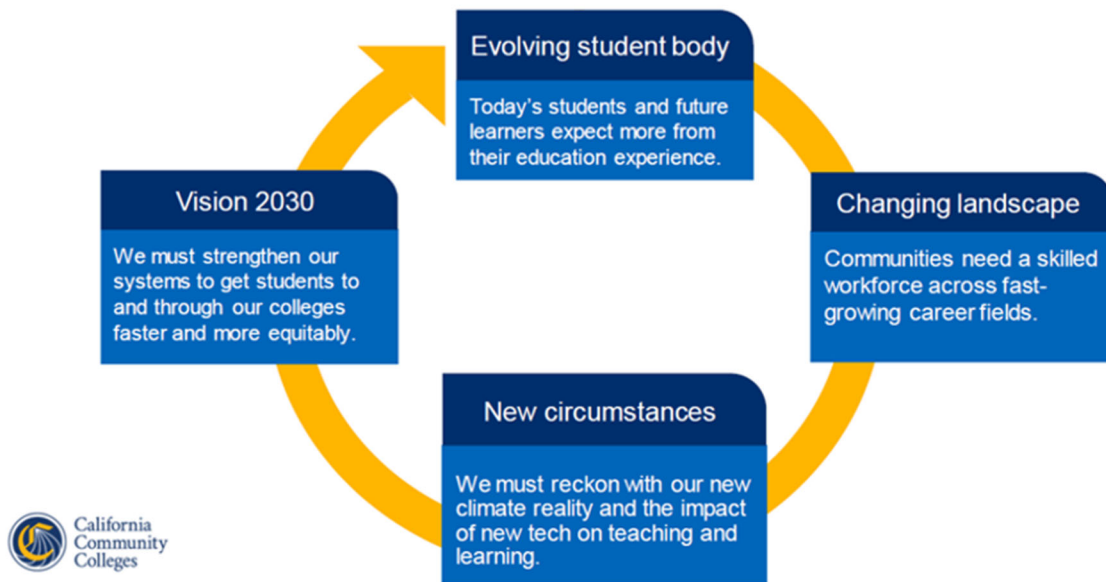 Evolving student body
Today's students and future
learners expect more from
their education experience.
Vision 2030
We must strengthen our
systems to get students to
and through our colleges
faster and more equitably.
Changing landscape
Communities need a skilled
workforce across fast-
growing career fields.
New circumstances
We must reckon with our new
climate reality and the impact
of new tech on teaching and
learning.
California
Community
Colleges